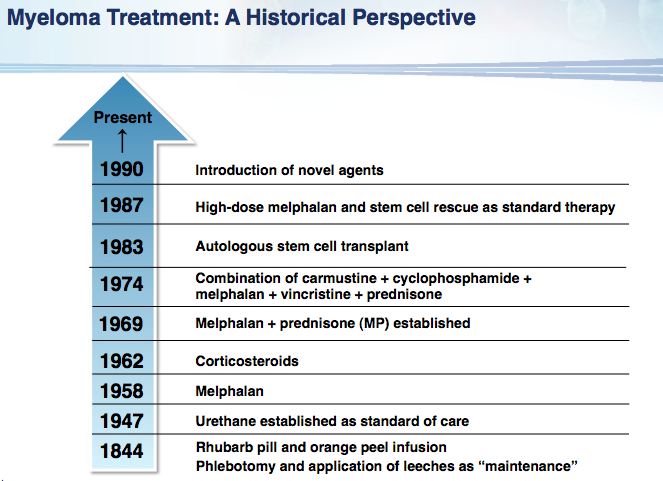 Myeloma Treatment: A Historical Perspective
Present
↑
1990 Introduction of novel agents
1987 High-dose melphalan and stem cell rescue as standard therapy
1983 Autologous stem cell transplant
1974 Combination of carmustine + cyclophosphamide +
melphalan + vincristine + prednisone
1969 Melphalan + prednisone (MP) established
1962 Corticosteroids
1958 Melphalan
1947 Urethane established as standard of care
1844 Rhubarb pill and orange peel infusion
Phlebotomy and application of leeches as “maintenance”